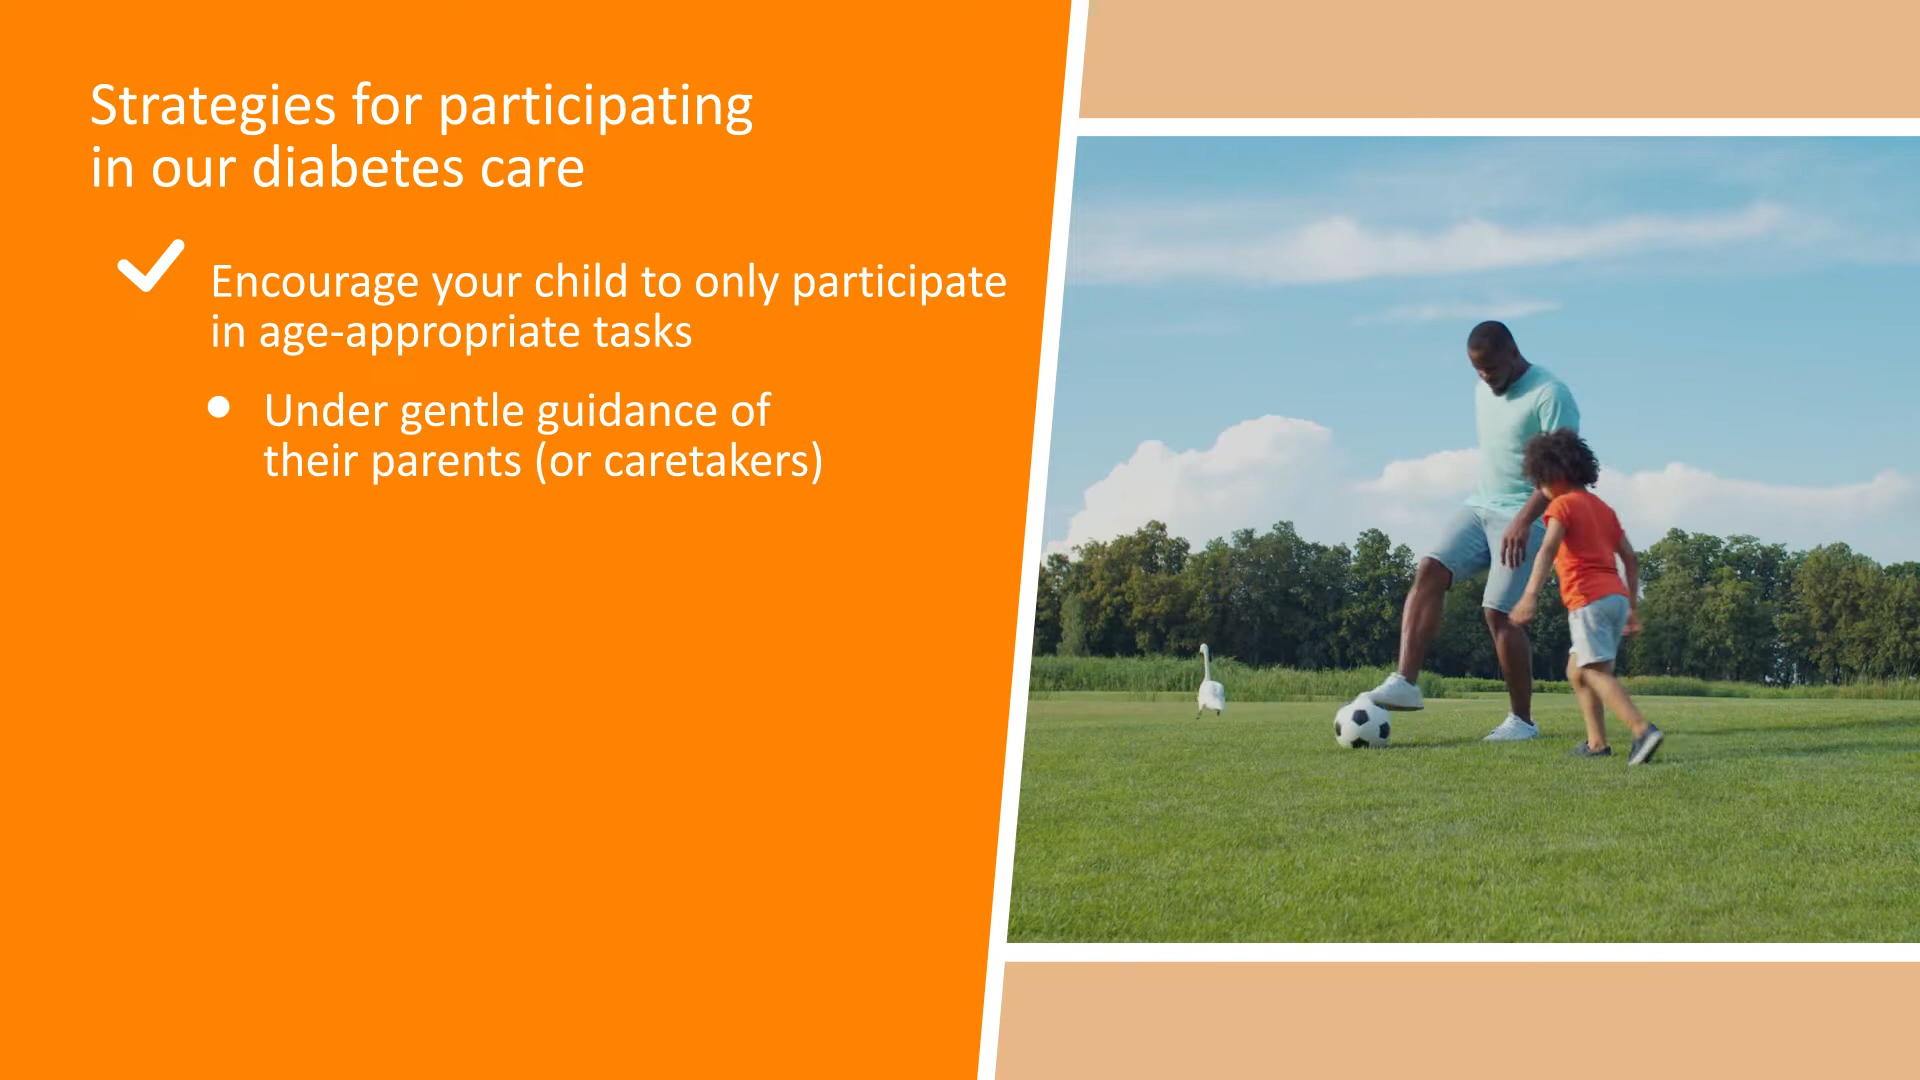 Strategies for participating
in our diabetes care
Encourage your child to only participate
in age-appropriate tasks
Under gentle guidance of
their parents (or caretakers)